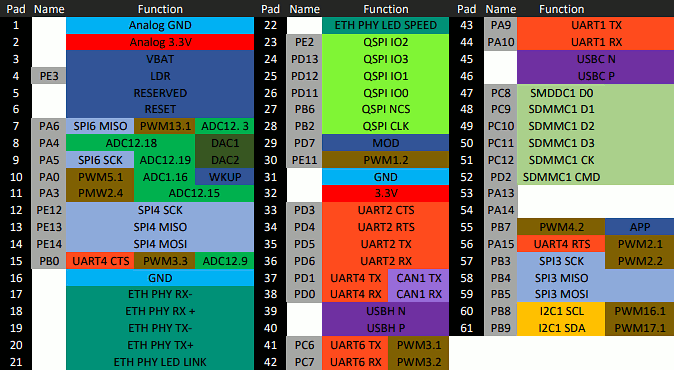 Pad Name Function
1 Analog GND
2 Analog 3.3V
3 VBAT
4 PE3 LDR
5 RESERVED
6 RESET
7 PA6 SPI6 MISO PWM13.1 ADC12. 3
8 PA4 ADC12.18 DAC1
9 PA5 SPI6 SCK ADC12.19 DAC2
10 PA0 PWM5.1 ADC1.16 WKUP
11 PA3 PMW2.4 ADC12.15
12 PE12 SPI4 SCK
13 PE13 SPI4 MISO
14 PE14 SPI4 MOSI
15 PB0 UART4 CTS PWM3.3 ADC12.9
16 GND
17 ETH PHY RX-
18 ETH PHY RX +
19 ETH PHY TX-
20 ETH PHY TX+
21 ETH PHY LED LINK
Pad Name Function
22 ETH PHY LED SPEED
23 PE2 QSPI IO2
24 PD13 QSPI IO3
25 PD12 QSPI IO1
26 PD11 QSPI IO0
27 PB6 QSPI NCS
28 PB2 QSPI CLK
29 PD7 MOD
30 PE11 PWM1.2
31 GND
32 3.3V
33 PD3 UART2 CTS
34 PD4 UART2 RTS
35 PD5 UART2 TX
36 PD6 UART2 RX
37 PD1 UART4 TX CAN1 TX
38 PD0 UART4 RX CAN1 RX
39 USBH N
40 USBH P
41 PC6 UART6 TX PWM3.1
42 PC7 UART6 RX PWM3.2
Pad Name Function
43 PA9 UART1 TX
44 PA10 UART1 RX
45 USBC N
46 USBC P
47 PC8 SMDDC1 D0
48 PC9 SDMMC1 D1
49 PC10 SDMMC1 D2
50 PC11 SDMMC1 D3
51 PC12 SDMMC1 CK
52 PD2 SDMMC1 CMD
53 PA13
54 PA14
55 PB7 PWM4.2 APP
56 PA15 UART4 RTS PWM2.1
57 PB3 SPI3 SCK PWM2.2
58 PB4 SPI3 MISO
59 PB5 SPI3 MOSI
60 PB8 I2C1 SCL PWM16.1
61 PB9 I2C1 SDA PWM17.1